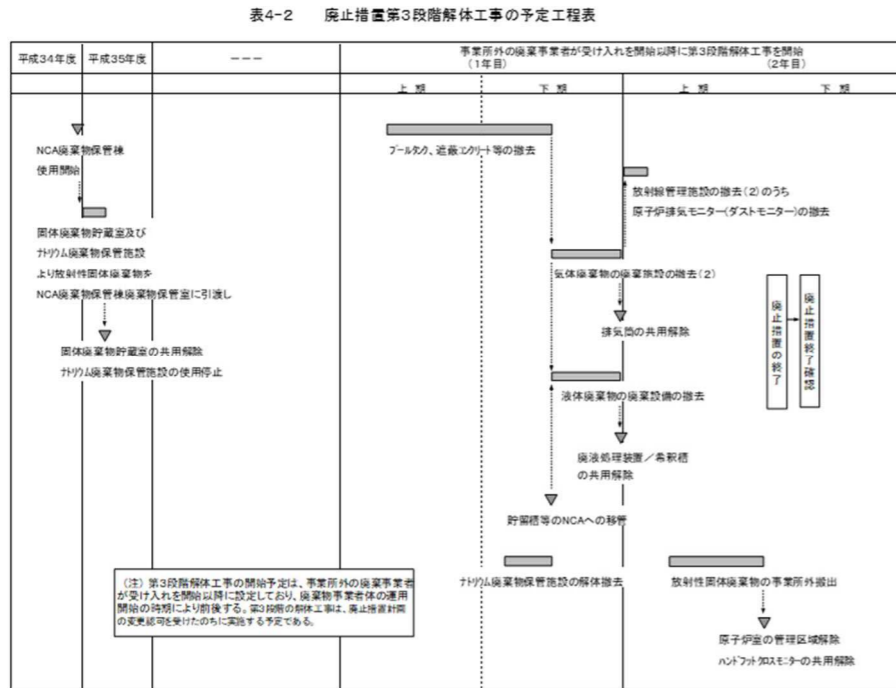 表4-2　廃止措置第3段階解体工事の予定工程表
平成34年度
平成35年度
ーーー
事業所外の廃棄事業者が受け入れを開始以降に第3段階解体工事を開始
(1年目)
(2年目)
上 期
下 期
上 期
下 期
NCA廃棄物保管棟
使用開始
固体廃棄物貯蔵室及び
ナトリウム廃棄物保管施設
より放射性固体廃棄物を
NCA廃棄物保管棟廃棄物保管室に引渡し
固体廃棄物貯蔵室の共用解除
ナトリウム廃棄物保管施設の使用停止
プールタンク、遮蔽コンクリート等の撤去
放射線管理施設の撤去(2)のうち
原子炉排気モニター(ダストモニター)の撤去
気体廃棄物の廃棄施設の撤去(2)
排気筒の共用解除
液体廃棄物の廃棄設備の撤去
廃液処理装置／希釈槽
の共用解除
貯留槽等のNCAへの移管
ナトリウム廃棄物保管施設の解体撤去
放射性固体廃棄物の事業所外搬出
原子炉室の管理区域解除
ハンドフットクロスモニターの共用解除
廃止措置の終了
廃止措置終了確認
(注) 第3段階解体工事の開始予定は、事業所外の廃棄事業者
が受け入れを開始以降に設定しており、廃棄物事業者体の運用
開始の時期により前後する。第3段階の解体工事は、廃止措置計画
の変更認可を受けたのちに実施する予定である。